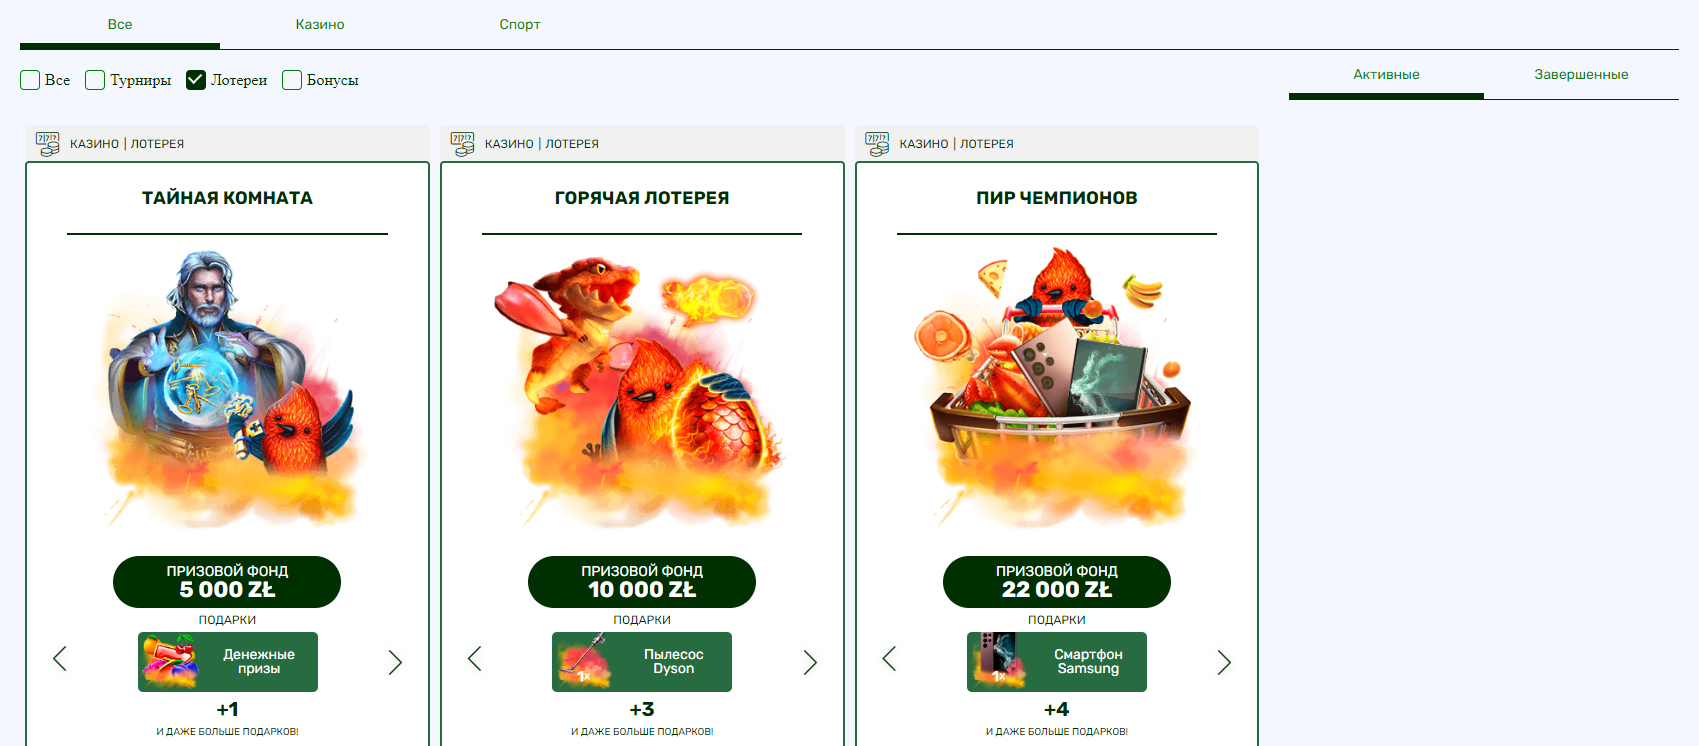 Все
Казино
Спорт
Все
Турниры
Лотереи
Бонусы
Активные
Завершенные
КАЗИНО | ЛОТЕРЕЯ
ТАЙНАЯ КОМНАТА
ПРИЗОВОЙ ФОНД
5 000 ZŁ
ПОДАРКИ
Денежные
призы
+1
И ДАЖЕ БОЛЬШЕ ПОДАРКОВ!
КАЗИНО | ЛОТЕРЕЯ
ГОРЯЧАЯ ЛОТЕРЕЯ
ПРИЗОВОЙ ФОНД
10 000 ZŁ
ПОДАРКИ
1x
Пылесос
Dyson
+3
И ДАЖЕ БОЛЬШЕ ПОДАРКОВ!
КАЗИНО | ЛОТЕРЕЯ
ПИР ЧЕМПИОНОВ
ПРИЗОВОЙ ФОНД
22 000 ZŁ
ПОДАРКИ
1x
Смартфон
Samsung
+4
И ДАЖЕ БОЛЬШЕ ПОДАРКОВ!